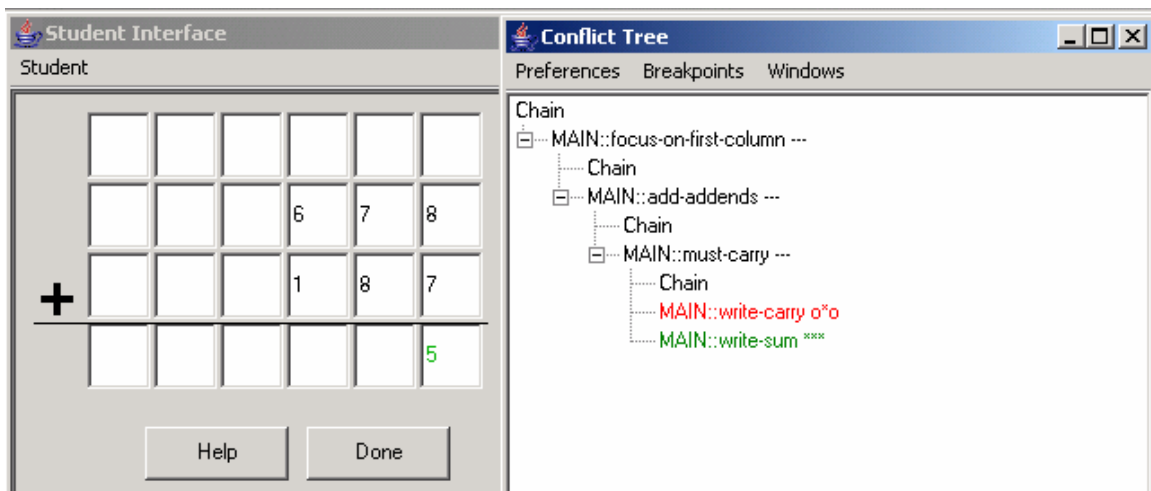 Student Interface
Student
6 7 8
+ 1 8 7
5
Help Done
Conflict Tree
Preferences Breakpoints Windows
Chain
MAIN::focus-on-first-column ---
Chain
MAIN::add-addends ---
Chain
MAIN::must-carry ---
Chain
MAIN::write-carry o*o
MAIN::write-sum ***